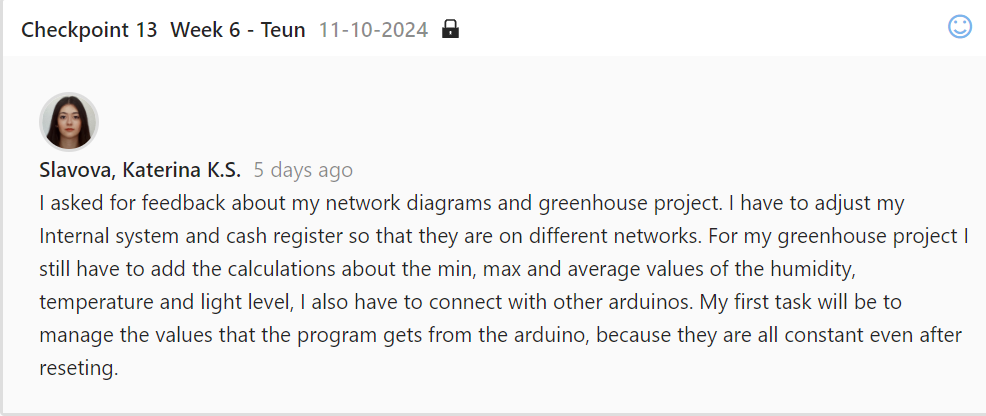 Checkpoint 13 Week 6 - Teun 11-10-2024
Slavova, Katerina K.S. 5 days ago
I asked for feedback about my network diagrams and greenhouse project. I have to adjust my
Internal system and cash register so that they are on different networks. For my greenhouse project I
still have to add the calculations about the min, max and average values of the humidity,
temperature and light level, I also have to connect with other arduinos. My first task will be to
manage the values that the program gets from the arduino, because they are all constant even after
reseting.